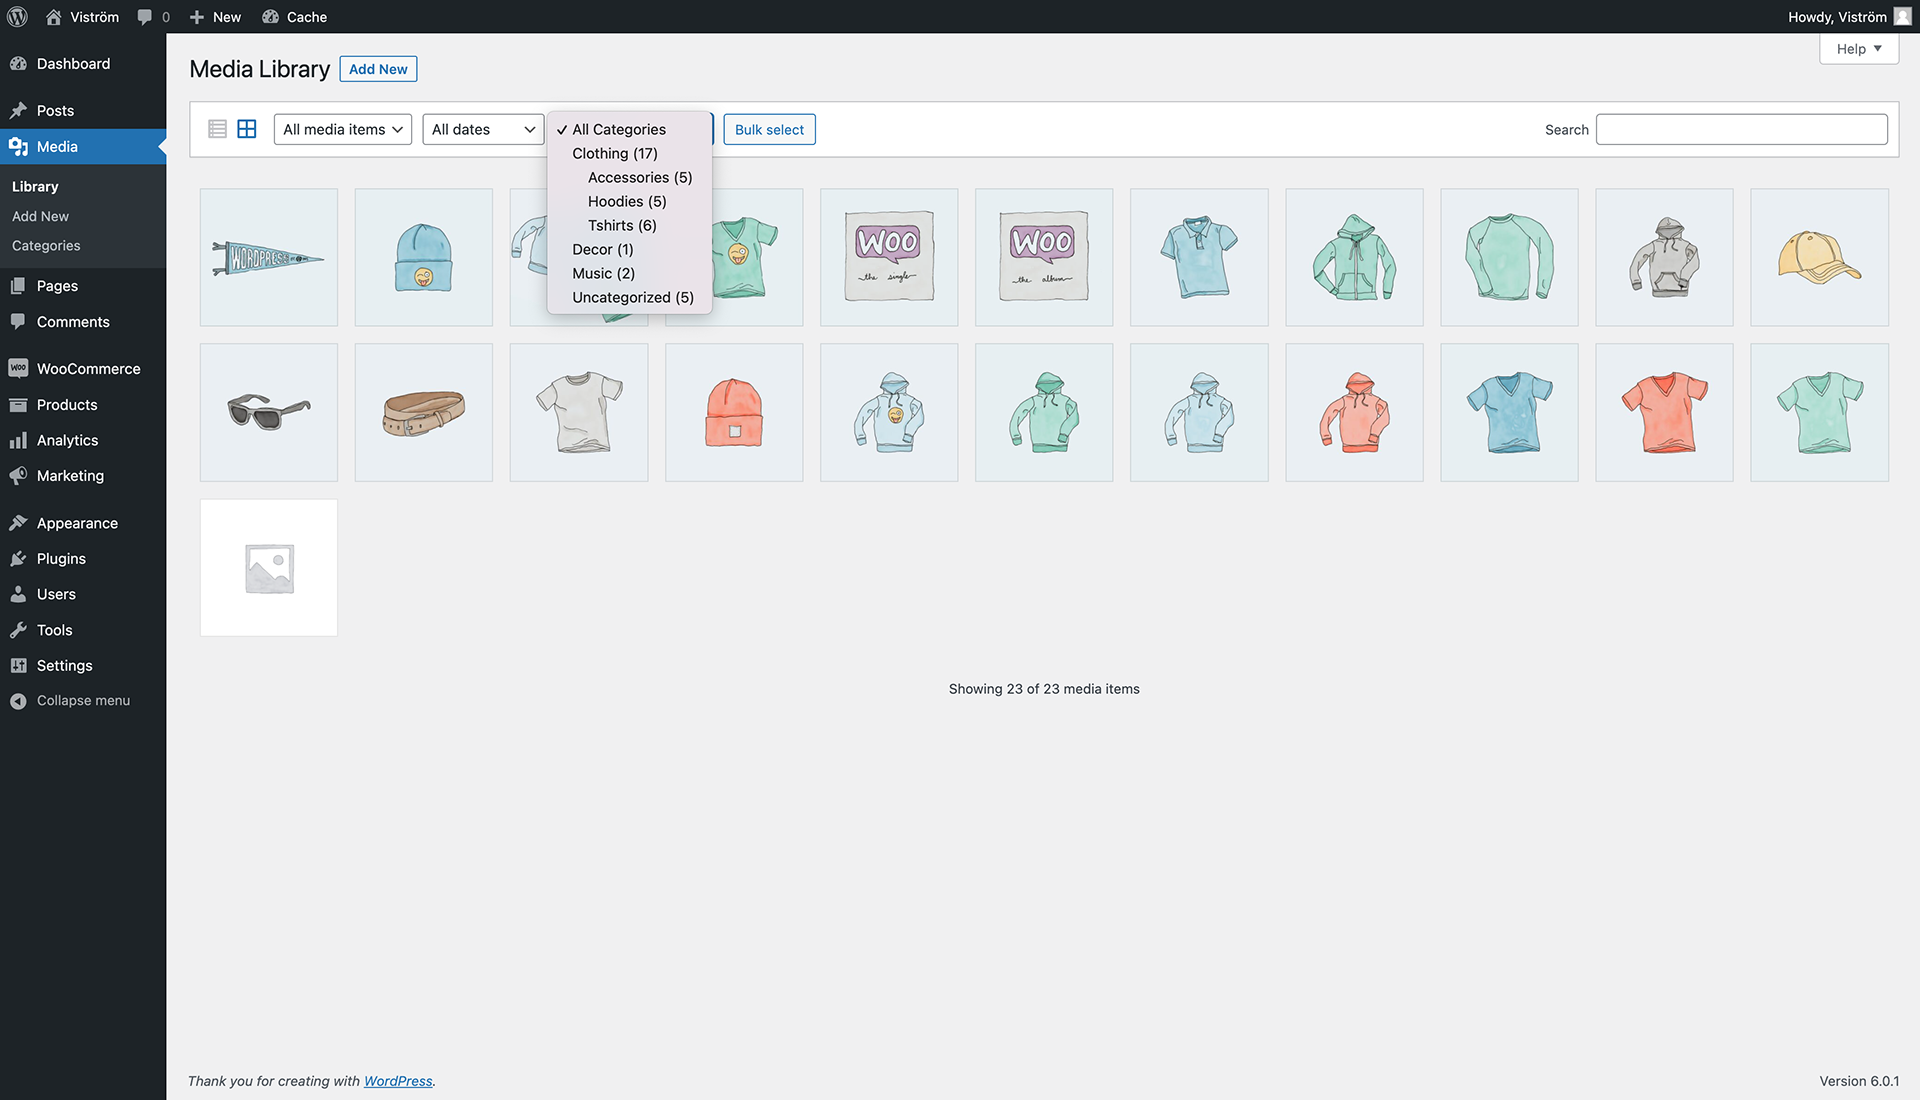 Viström 0 New Cache Howdy, Viström
Help
Dashboard
Posts
Media
Library
Add New
Categories
Pages
Comments
WooCommerce
Products
Analytics
Marketing
Appearance
Plugins
Users
Tools
Settings
Collapse menu
Media Library Add New
All media items All dates Bulk select Search
✓ All Categories
Clothing (17)
Accessories (5)
Hoodies (5)
Tshirts (6)
Decor (1)
Music (2)
Uncategorized (5)
WORDPRESS
WOO
the single
WOO
the album
Showing 23 of 23 media items
Thank you for creating with WordPress.
Version 6.0.1